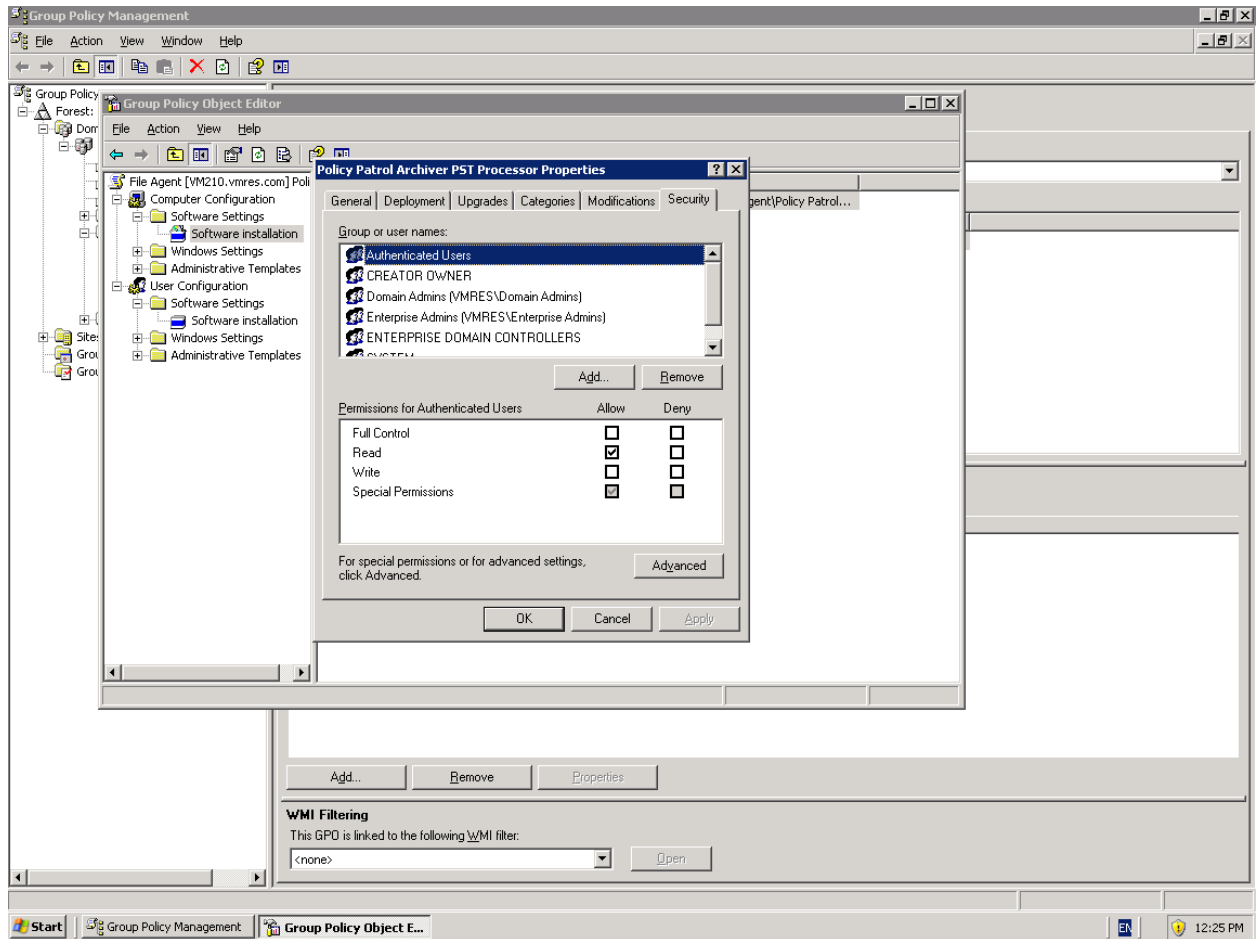 Group Policy Management
File Action View Window Help
Group Policy
Forest:
Dom
Sites
Grou
Grou
Group Policy Object Editor
File Action View Help
File Agent [VM210.vmres.com] Poli
Computer Configuration
Software Settings
Software installation
Windows Settings
Administrative Templates
User Configuration
Software Settings
Software installation
Windows Settings
Administrative Templates
gent\Policy Patrol...
Policy Patrol Archiver PST Processor Properties
General Deployment Upgrades Categories Modifications Security
Group or user names:
Authenticated Users
CREATOR OWNER
Domain Admins (VMRES\Domain Admins)
Enterprise Admins (VMRES\Enterprise Admins)
ENTERPRISE DOMAIN CONTROLLERS
SYSTEM
Add... Remove
Permissions for Authenticated Users Allow Deny
Full Control
Read
Write
Special Permissions
For special permissions or for advanced settings,
click Advanced.
Advanced
OK Cancel Apply
Add... Remove Properties
WMI Filtering
This GPO is linked to the following WMI filter:
<none> Open
Start Group Policy Management Group Policy Object E... EN 12:25 PM